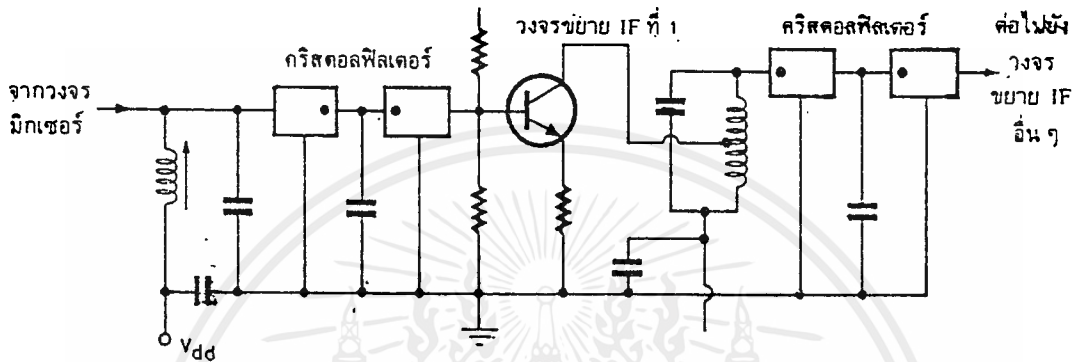 วงจรขยาย IF ที่ 1
คริสตอลฟิลเตอร์
ต่อไปยัง
วงจร
ขยาย IF
อื่น ๆ
คริสตอลฟิลเตอร์
จากวงจร
มิกเซอร์
Vdd